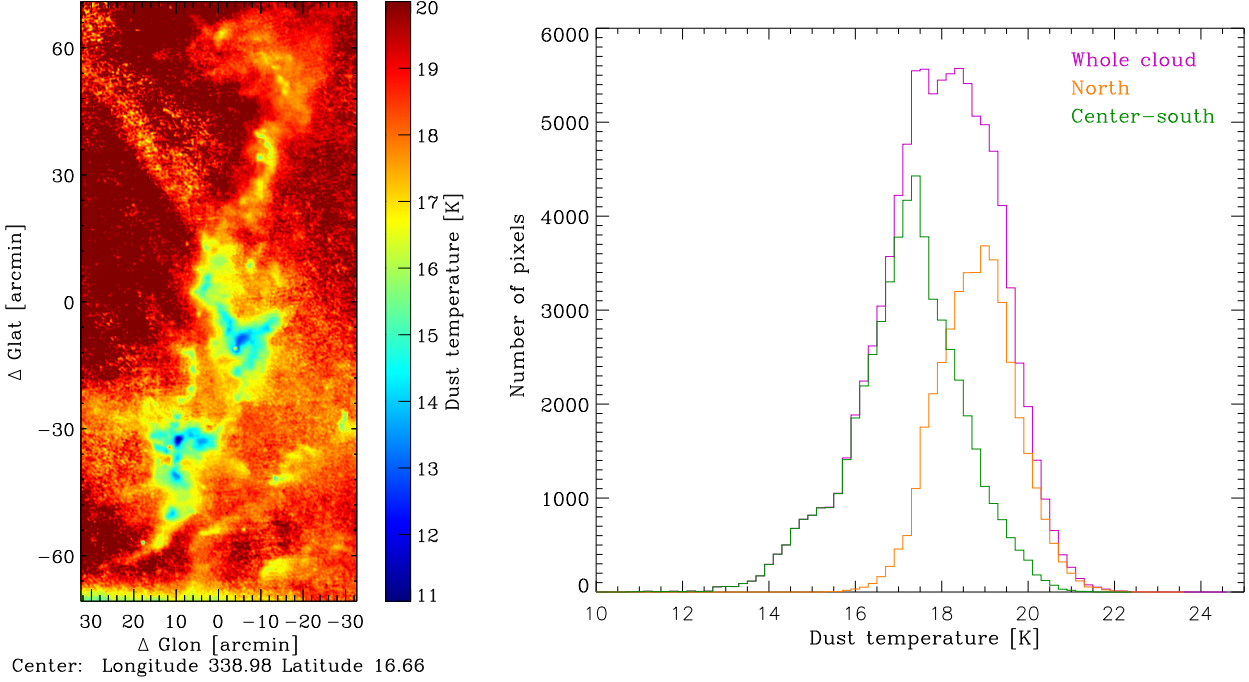 60
30
0
−30
−60
Δ Glat [arcmin]
30 20 10 0 −10 −20 −30
Δ Glon [arcmin]
Center: Longitude 338.98 Latitude 16.66
20
19
18
17
16
15
14
13
12
11
Dust temperature [K]
6000
5000
4000
3000
2000
1000
0
Number of pixels
Whole cloud
North
Center−south
10 12 14 16 18 20 22 24
Dust temperature [K]